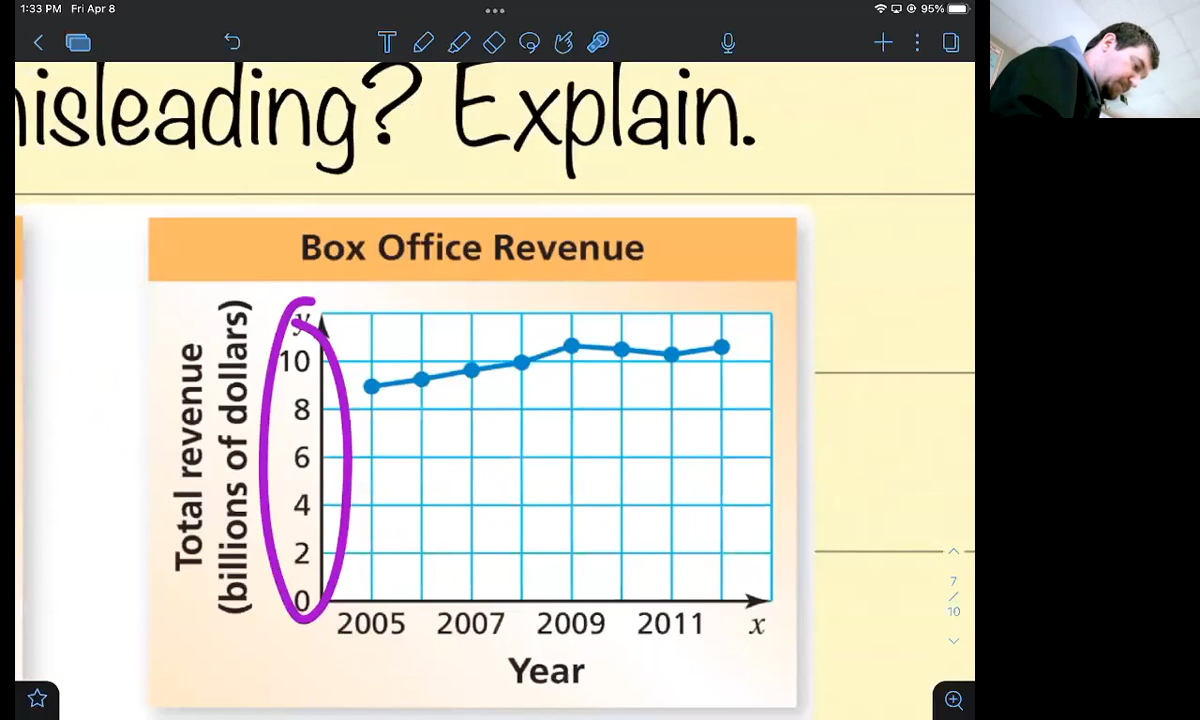 1:33 PM Fri Apr 8
95%
T
misleading? Explain.
Box Office Revenue
Total revenue
(billions of dollars)
y
10
8
6
4
2
0
2005 2007 2009 2011 x
Year
7
/
10